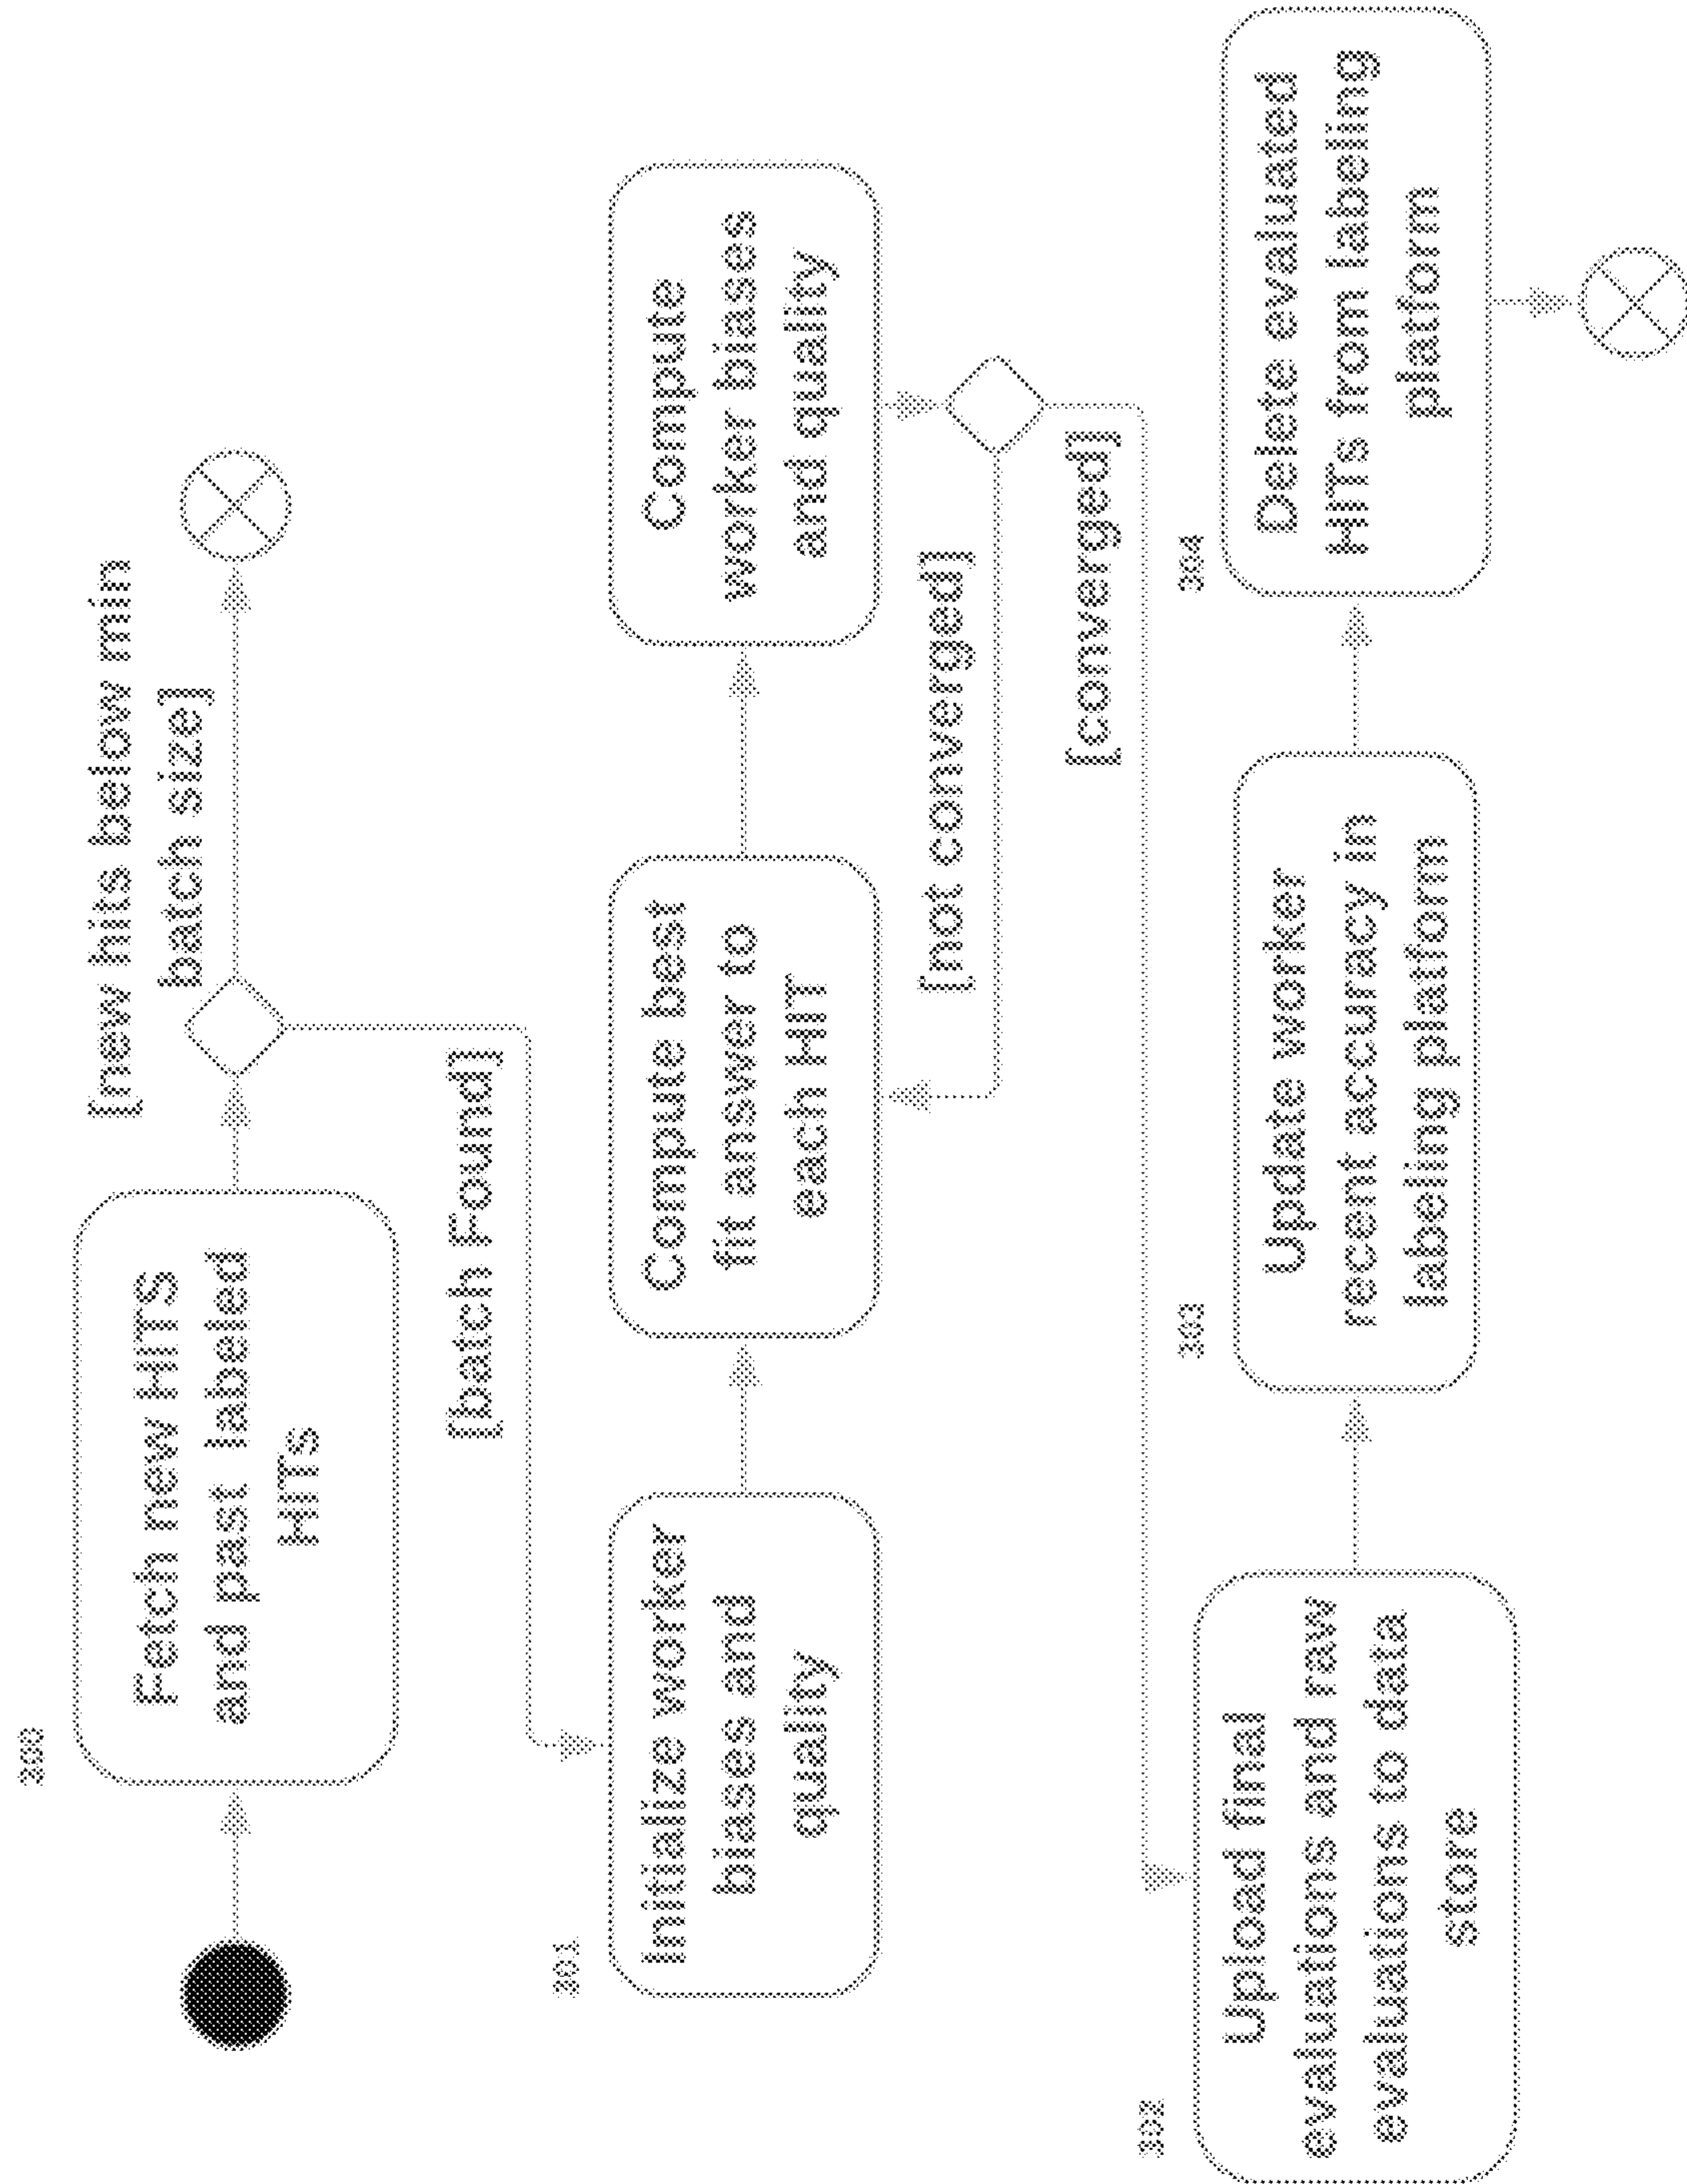 300
Fetch new HITS
and past labeled
HITs
[new hits below min
batch size]
[batch Found]
301
Initialize worker
biases and
quality
Compute best
fit answer to
each HIT
Compute
worker biases
and quality
[not converged]
[converged]
302
Upload final
evaluations and raw
evaluations to data
store
303
Update worker
recent accuracy in
labeling platform
304
Delete evaluated
HITs from labeling
platform